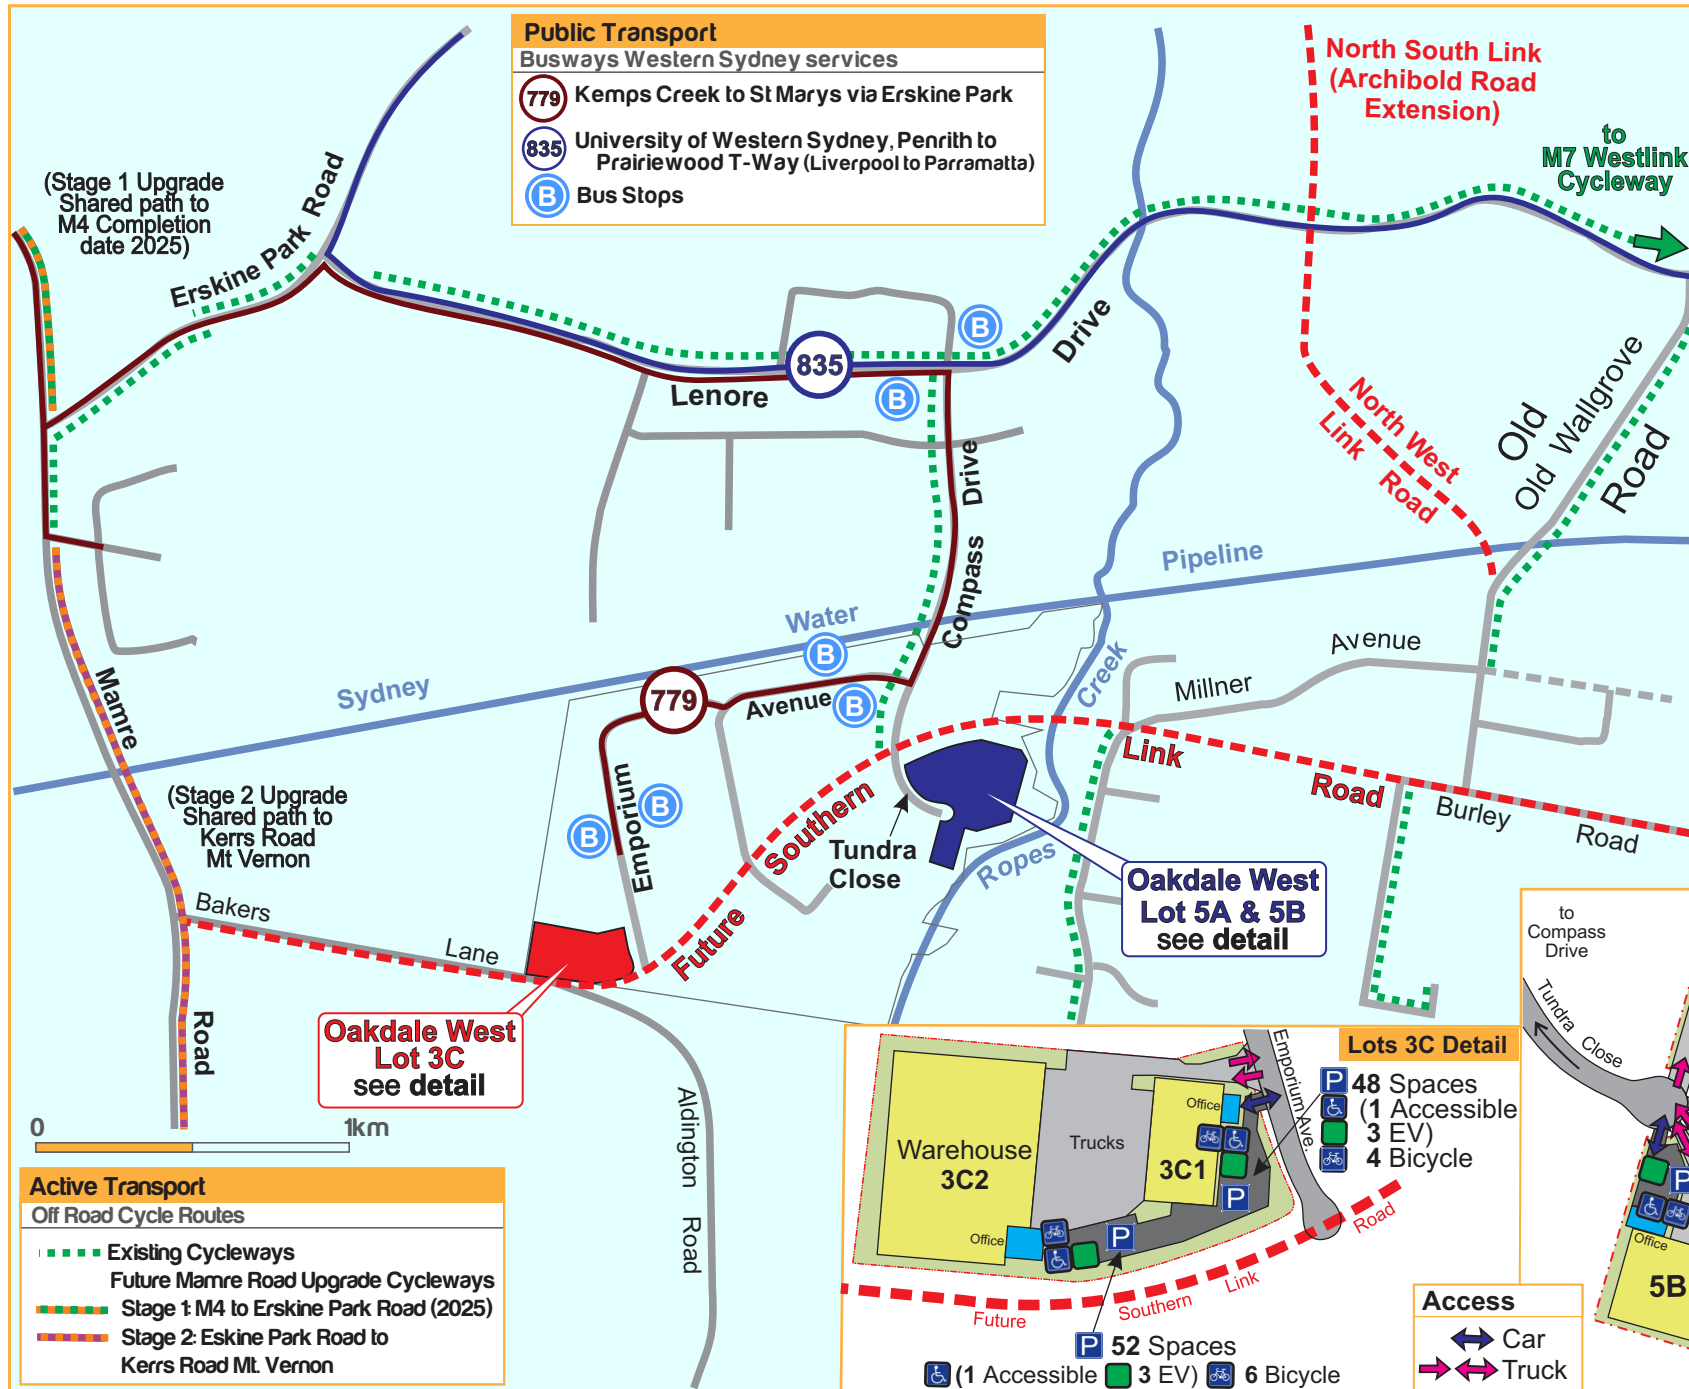 Public Transport
Busways Western Sydney services
779 Kemps Creek to St Marys via Erskine Park
835 University of Western Sydney, Penrith to
Prairiewood T-Way (Liverpool to Parramatta)
B Bus Stops
North South Link
(Archibold Road
Extension)
to
M7 Westlink
Cycleway
(Stage 1 Upgrade
Shared path to
M4 Completion
date 2025)
Erskine Park Road
835
B
B
Lenore
Drive
North West
Link Road
Old
Old Wallgrove
Road
Compass Drive
Sydney
Water
Pipeline
Mamre
Road
779
B
B
Avenue
Emporium
B
B
Creek
Ropes
Millner
Avenue
Link
Road
Burley
Road
Future
Southern
Tundra
Close
(Stage 2 Upgrade
Shared path to
Kerrs Road
Mt Vernon
Bakers
Lane
Oakdale West
Lot 5A & 5B
see detail
Oakdale West
Lot 3C
see detail
Aldington Road
0 1km
Active Transport
Off Road Cycle Routes
Existing Cycleways
Future Mamre Road Upgrade Cycleways
Stage 1: M4 to Erskine Park Road (2025)
Stage 2: Eskine Park Road to
Kerrs Road Mt. Vernon
Lots 3C Detail
P 48 Spaces
(1 Accessible
3 EV)
4 Bicycle
Emporium Ave.
Office
Warehouse
3C2
Trucks
3C1
P
Office
P
Future
Southern
Link
Road
P 52 Spaces
(1 Accessible 3 EV) 6 Bicycle
to
Compass
Drive
Tundra
Close
P
Office
5B
Access
Car
Truck